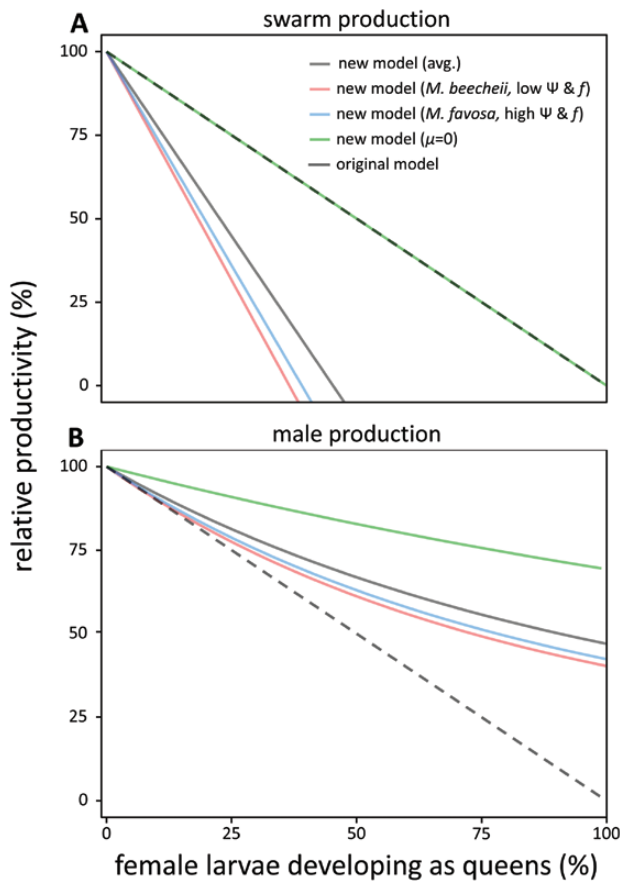 A
swarm production
100
75
50
25
0
new model (avg.)
new model (M. beecheii, low Ψ & f)
new model (M. favosa, high Ψ & f)
new model (μ=0)
original model
relative productivity (%)
B
male production
100
75
50
25
0
0 25 50 75 100
female larvae developing as queens (%)